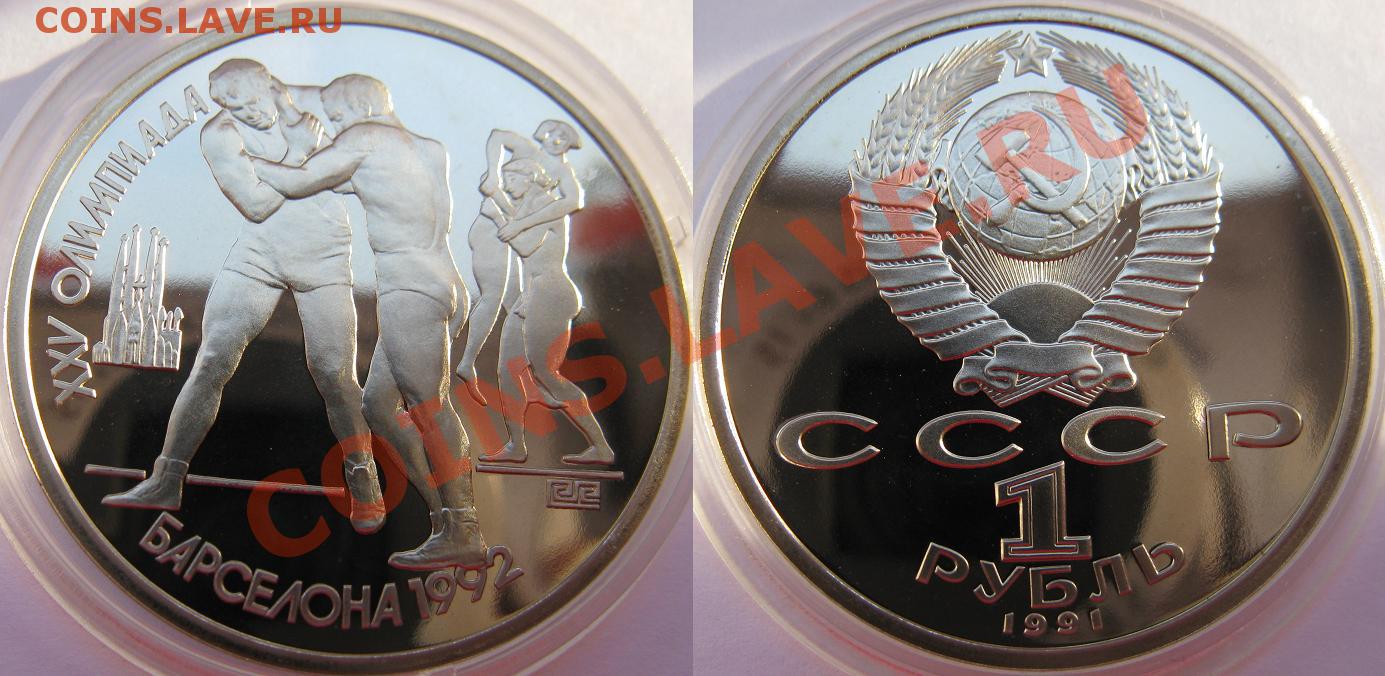 COINS.LAVE.RU
XXV ОЛИМПИАДА
БАРСЕЛОНА 1992
COINS.LAVE.RU
СССР
1
РУБЛЬ
1991